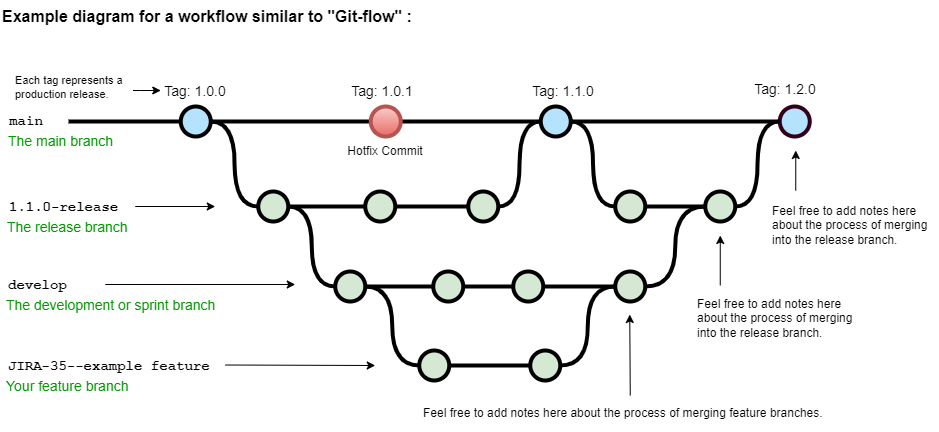 Example diagram for a workflow similar to "Git-flow" :
Each tag represents a
production release.
Tag: 1.0.0
Tag: 1.0.1
Tag: 1.1.0
Tag: 1.2.0
main
The main branch
Hotfix Commit
1.1.0-release
The release branch
Feel free to add notes here
about the process of merging
into the release branch.
develop
The development or sprint branch
Feel free to add notes here
about the process of merging
into the release branch.
JIRA-35--example feature
Your feature branch
Feel free to add notes here about the process of merging feature branches.